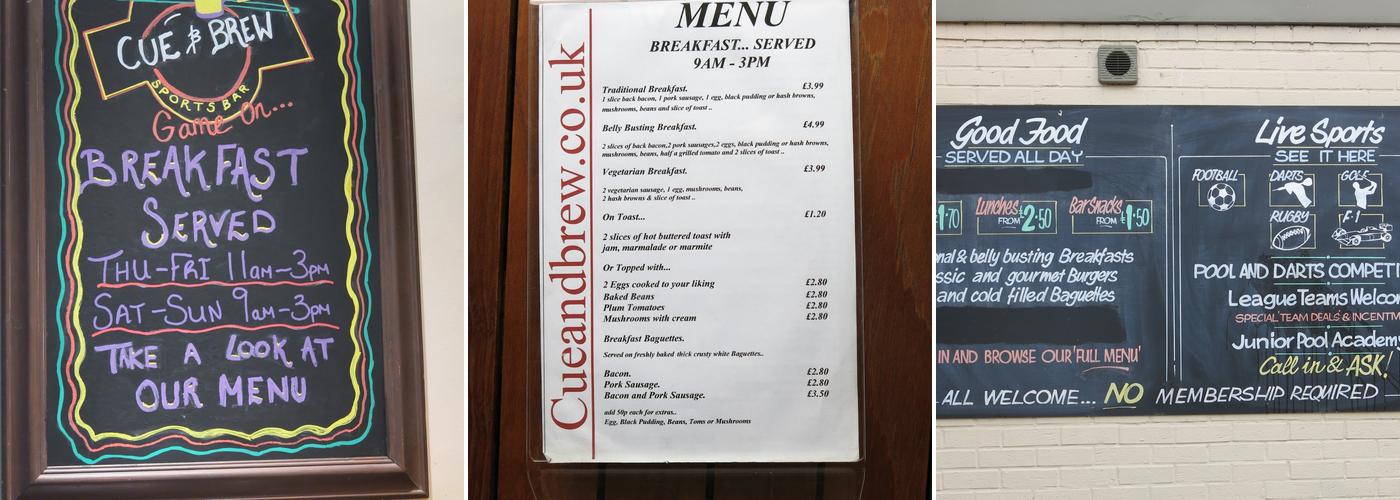 CUE & BREW
SPORTS BAR
Game On...
BREAKFAST
SERVED
THU-FRI 11am-3pm
SAT-SUN 9am-3pm
TAKE A LOOK AT
OUR MENU
Cueandbrew.co.uk
MENU
BREAKFAST... SERVED
9AM - 3PM
Traditional Breakfast. £3.99
1 slice back bacon, 1 pork sausage, 1 egg, black pudding or hash browns,
mushrooms, beans and slice of toast ..
Belly Busting Breakfast. £4.99
2 slices of back bacon,2 pork sausages,2 eggs, black pudding or hash browns,
mushrooms, beans, half a grilled tomato and 2 slices of toast ..
Vegetarian Breakfast. £3.99
2 vegetarian sausage, 1 egg, mushrooms, beans,
2 hash browns & slice of toast ..
On Toast... £1.20
2 slices of hot buttered toast with
jam, marmalade or marmite
Or Topped with...
2 Eggs cooked to your liking £2.80
Baked Beans £2.80
Plum Tomatoes £2.80
Mushrooms with cream £2.80
Breakfast Baguettes.
Served on freshly baked thick crusty white Baguettes..
Bacon. £2.80
Pork Sausage. £2.80
Bacon and Pork Sausage. £3.50
add 50p each for extras..
Egg, Black Pudding, Beans, Toms or Mushrooms
Good Food
SERVED ALL DAY
1.70
Lunches FROM £2.50
Bar Snacks FROM £1.50
nal & belly busting Breakfasts
ssic and gourmet Burgers
and cold filled Baguettes
IN AND BROWSE OUR 'FULL MENU'
Live Sports
SEE IT HERE
FOOTBALL DARTS GOLF
RUGBY F-1
POOL AND DARTS COMPETI
League Teams Welcom
SPECIAL 'TEAM DEALS' & INCENTIV
Junior Pool Academy
Call in & ASK!
ALL WELCOME... NO MEMBERSHIP REQUIRED